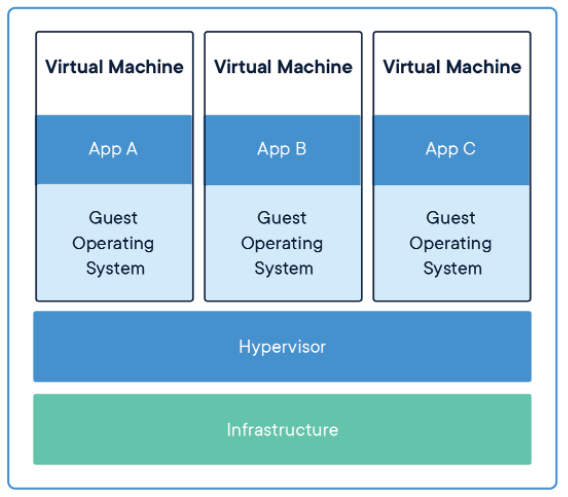 Virtual Machine
Virtual Machine
Virtual Machine
App A
App B
App C
Guest
Operating
System
Guest
Operating
System
Guest
Operating
System
Hypervisor
Infrastructure